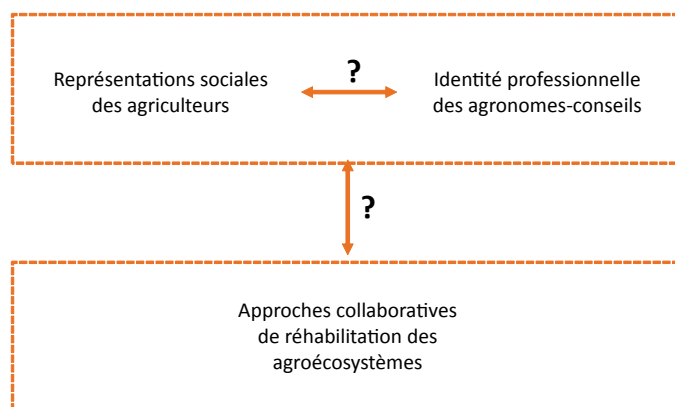 Représentations sociales
des agriculteurs
?
Identité professionnelle
des agronomes-conseils
?
Approches collaboratives
de réhabilitation des
agroécosystèmes